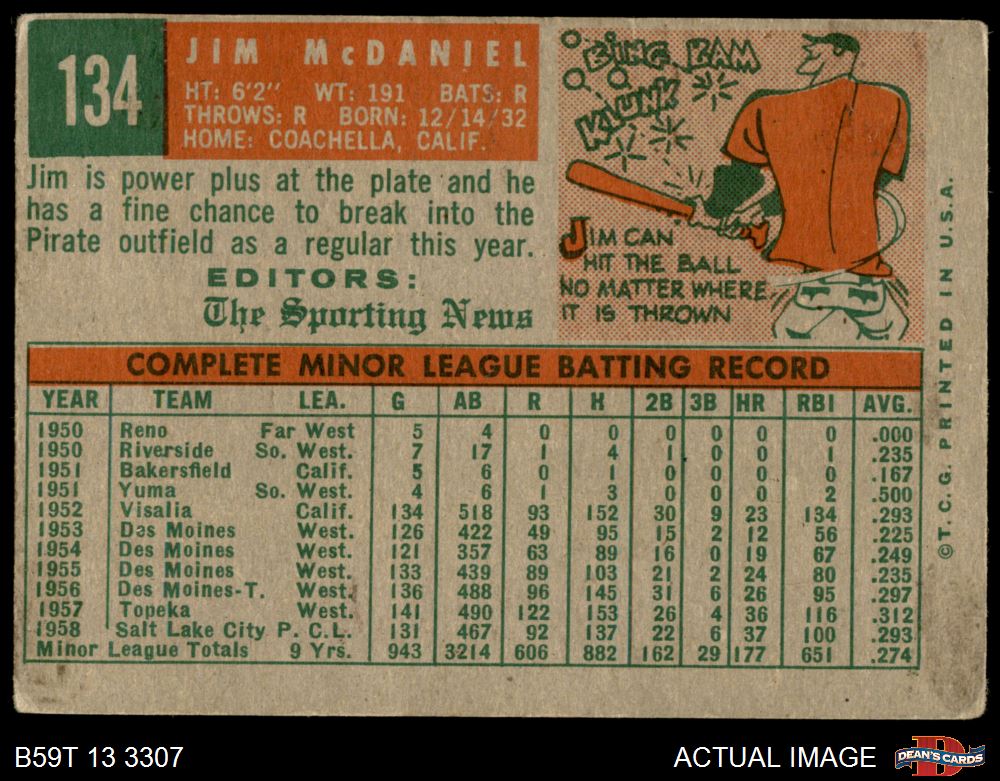 134
JIM McDANIEL
HT: 6'2" WT: 191 BATS: R
THROWS: R BORN: 12/14/32
HOME: COACHELLA, CALIF.
Jim is power plus at the plate and he
has a fine chance to break into the
Pirate outfield as a regular this year.
EDITORS:
The Sporting News
BING BAM
KLUNK
JIM CAN
HIT THE BALL
NO MATTER WHERE
IT IS THROWN
COMPLETE MINOR LEAGUE BATTING RECORD
YEAR TEAM LEA. G AB R H 2B 3B HR RBI AVG.
1950 Reno Far West 5 4 0 0 0 0 0 0 .000
1950 Riverside So. West. 7 17 1 4 1 0 0 1 .235
1951 Bakersfield Calif. 5 6 0 1 0 0 0 0 .167
1951 Yuma So. West. 4 6 1 3 0 0 0 2 .500
1952 Visalia Calif. 134 518 93 152 30 9 23 134 .293
1953 Des Moines West. 126 422 49 95 15 2 12 56 .225
1954 Des Moines West. 121 357 63 89 16 0 19 67 .249
1955 Des Moines West. 133 439 89 103 21 2 24 80 .235
1956 Des Moines-T. West. 136 488 96 145 31 6 26 95 .297
1957 Topeka West. 141 490 122 153 26 4 36 116 .312
1958 Salt Lake City P. C. L. 131 467 92 137 22 6 37 100 .293
Minor League Totals 9 Yrs. 943 3214 606 882 162 29 177 651 .274
© T. C. G. PRINTED IN U.S.A.
B59T 13 3307
ACTUAL IMAGE
DEAN'S CARDS